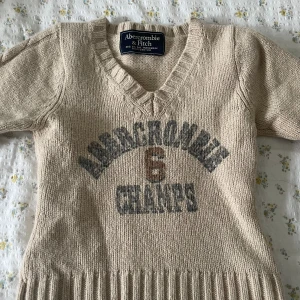 Abercrombie
& Fitch
ABERCROMBIE
6
CHAMPS